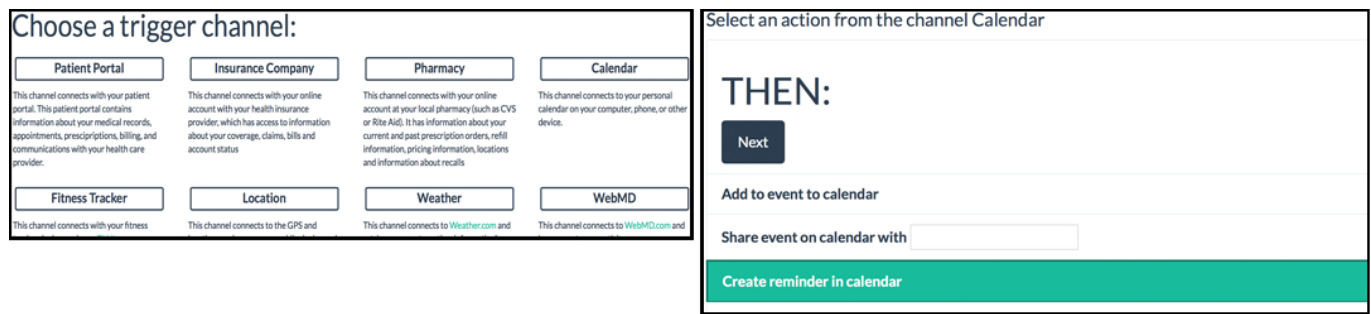 Choose a trigger channel:
Patient Portal
This channel connects with your patient
portal. This patient portal contains
information about your medical records,
appointments, presciptriptions, billing, and
communications with your health care
provider.
Insurance Company
This channel connects with your online
account with your health insurance
provider, which has access to information
about your coverage, claims, bills and
account status
Pharmacy
This channel connects with your online
account at your local pharmacy (such as CVS
or Rite Aid). It has information about your
current and past prescription orders, refill
information, pricing information, locations
and information about recalls
Calendar
This channel connects to your personal
calendar on your computer, phone, or other
device.
Fitness Tracker
This channel connects with your fitness
Location
This channel connects to the GPS and
Weather
This channel connects to Weather.com and
WebMD
This channel connects to WebMD.com and
Select an action from the channel Calendar
THEN:
Next
Add to event to calendar
Share event on calendar with
Create reminder in calendar